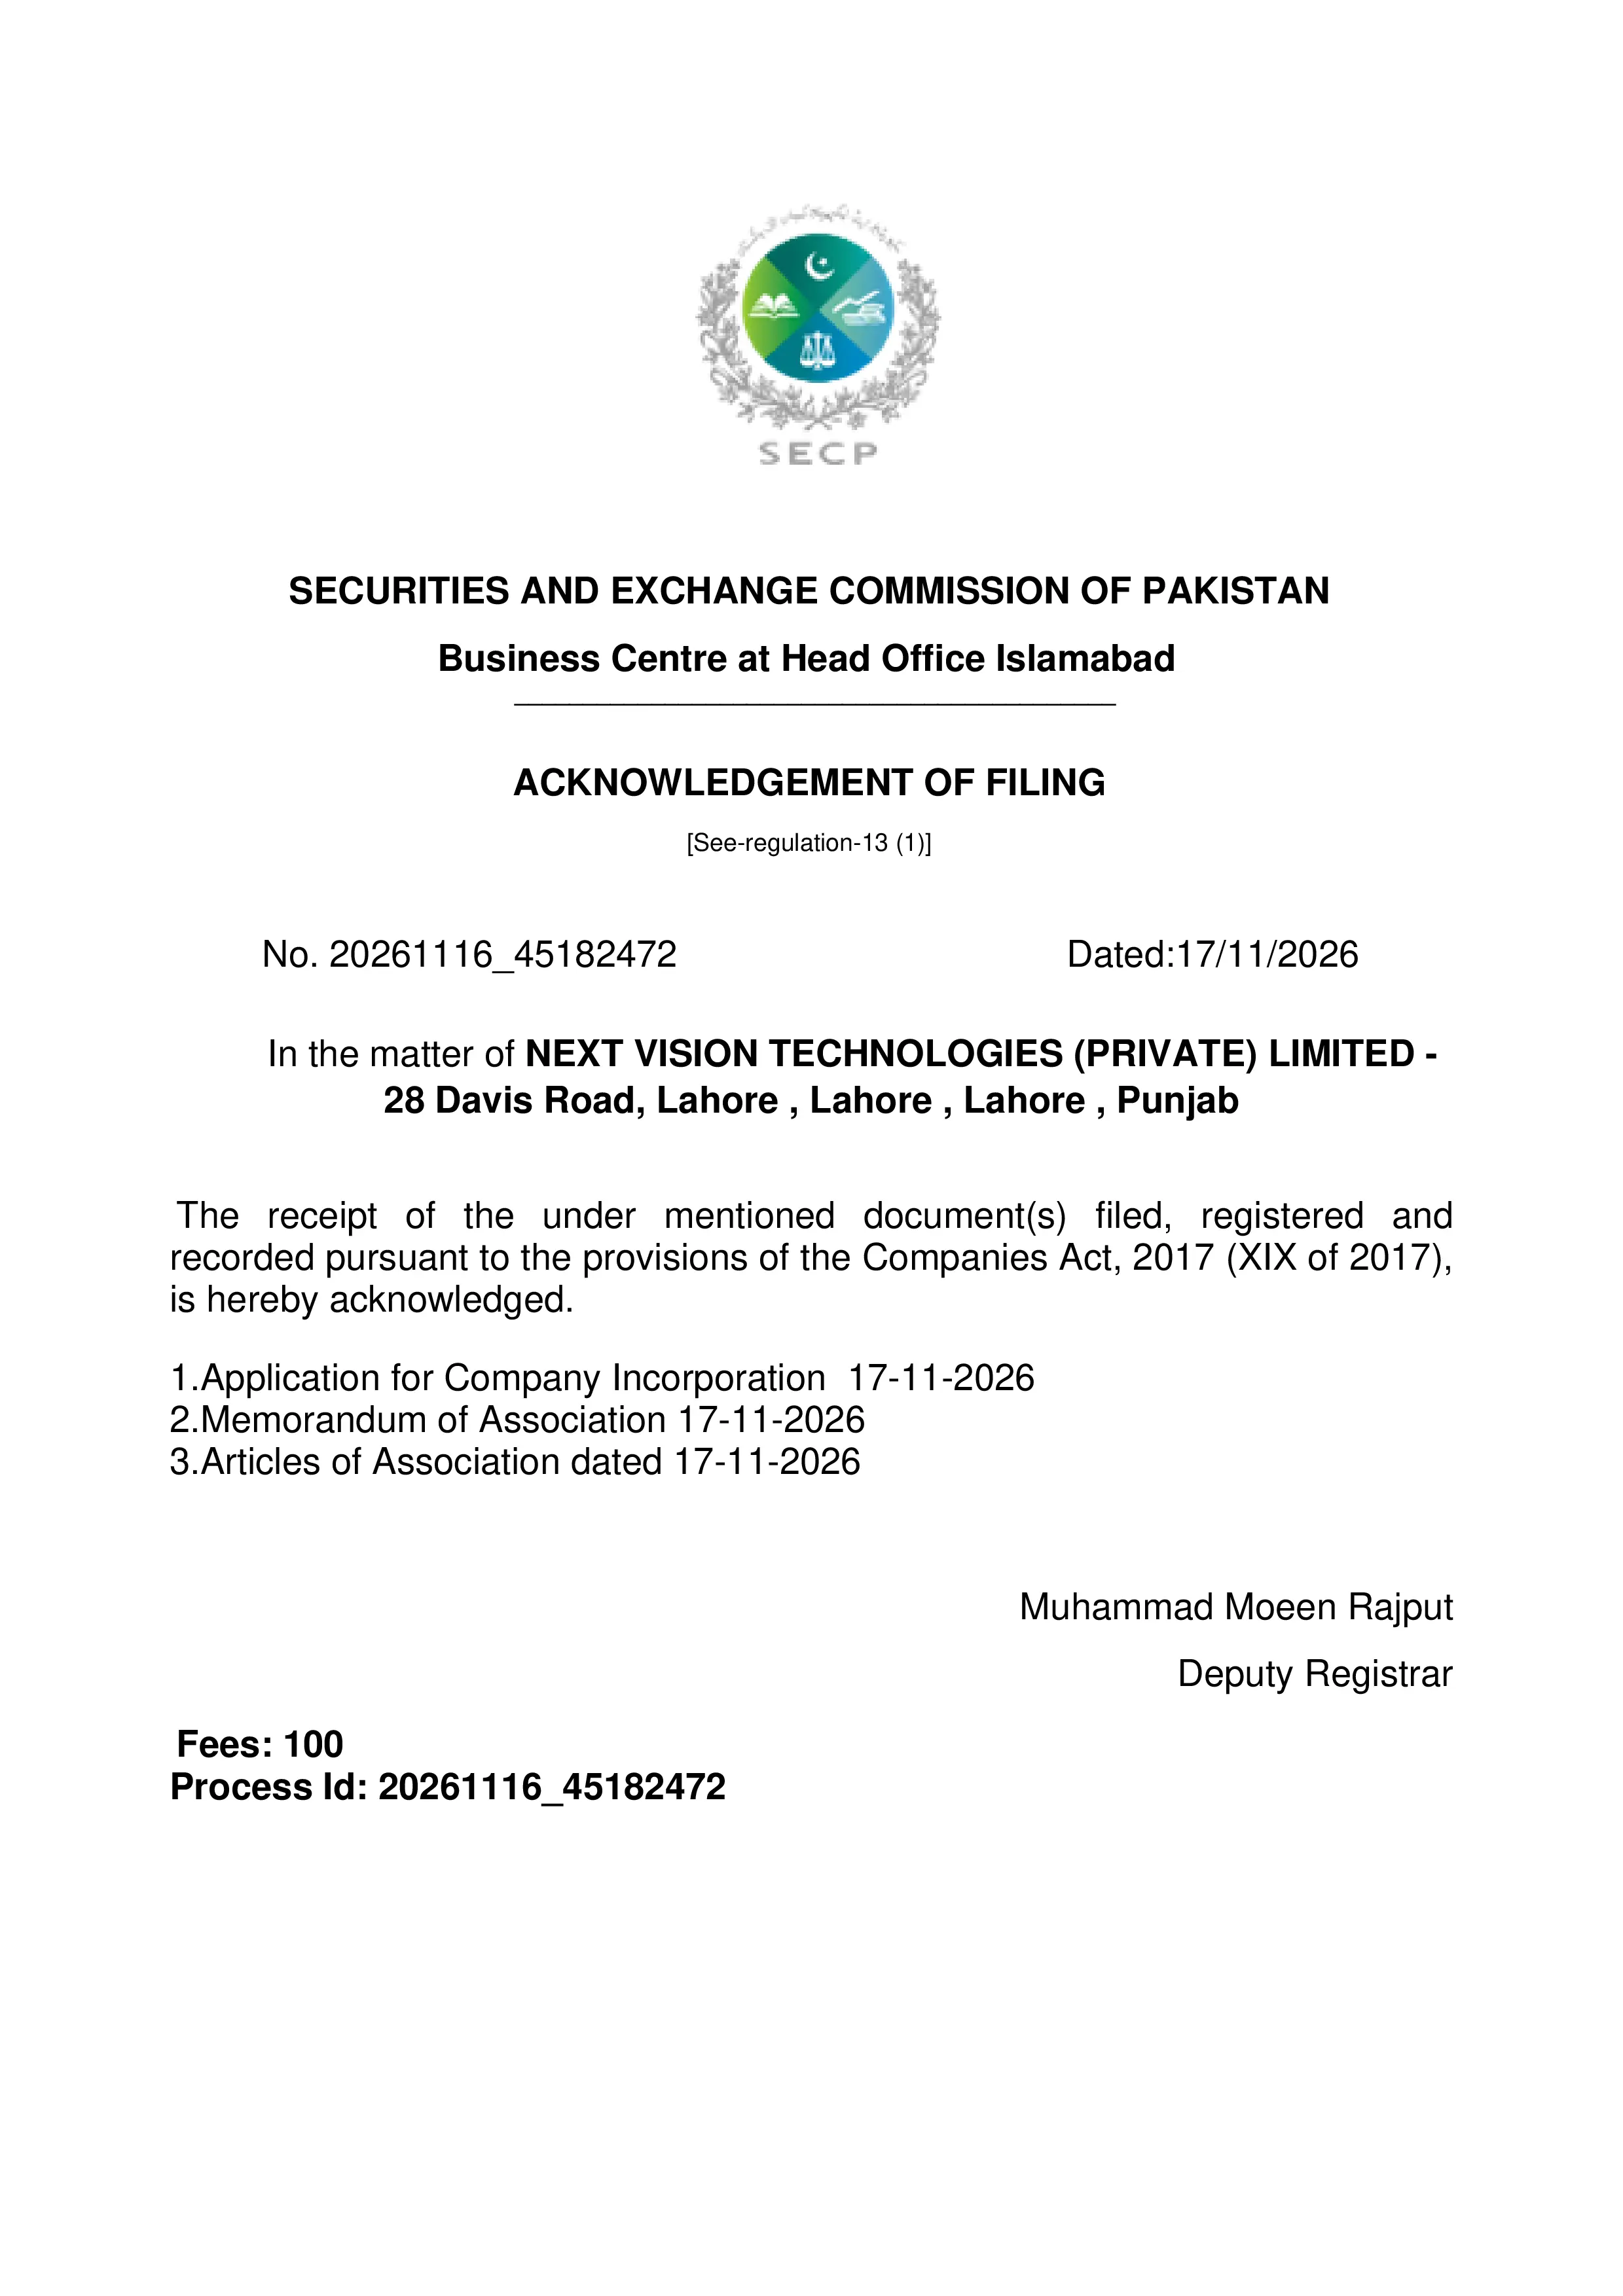 SECP
SECURITIES AND EXCHANGE COMMISSION OF PAKISTAN
Business Centre at Head Office Islamabad
ACKNOWLEDGEMENT OF FILING
[See-regulation-13 (1)]
No. 20261116_45182472 Dated:17/11/2026
In the matter of NEXT VISION TECHNOLOGIES (PRIVATE) LIMITED -
28 Davis Road, Lahore , Lahore , Lahore , Punjab
The receipt of the under mentioned document(s) filed, registered and
recorded pursuant to the provisions of the Companies Act, 2017 (XIX of 2017),
is hereby acknowledged.
1.Application for Company Incorporation  17-11-2026
2.Memorandum of Association 17-11-2026
3.Articles of Association dated 17-11-2026
Muhammad Moeen Rajput
Deputy Registrar
Fees: 100
Process Id: 20261116_45182472